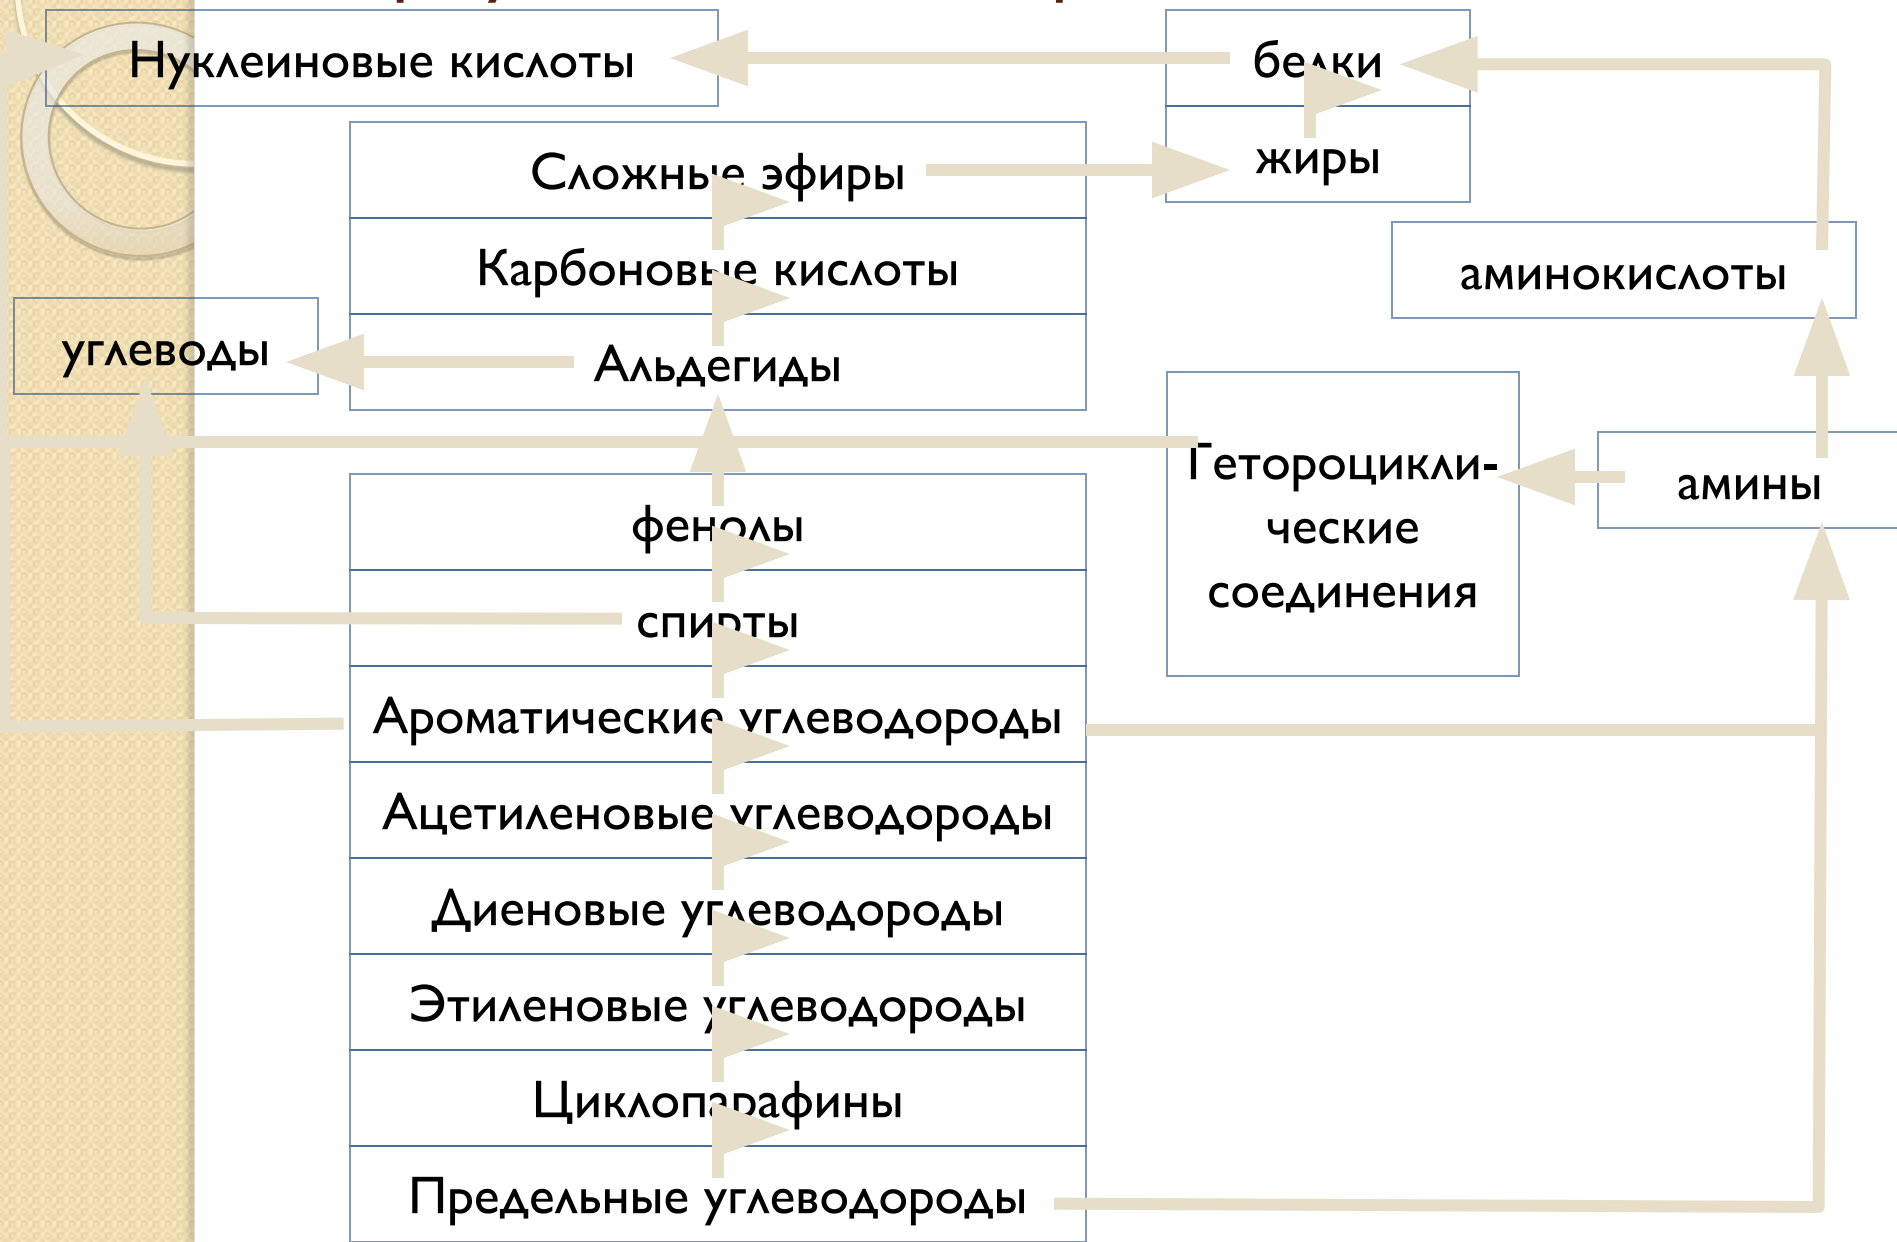 Нуклеиновые кислоты
белки
Сложные эфиры
жиры
Карбоновые кислоты
аминокислоты
углеводы
Альдегиды
Гетороцикли-
ческие
соединения
амины
фенолы
спирты
Ароматические углеводороды
Ацетиленовые углеводороды
Диеновые углеводороды
Этиленовые углеводороды
Циклопарафины
Предельные углеводороды